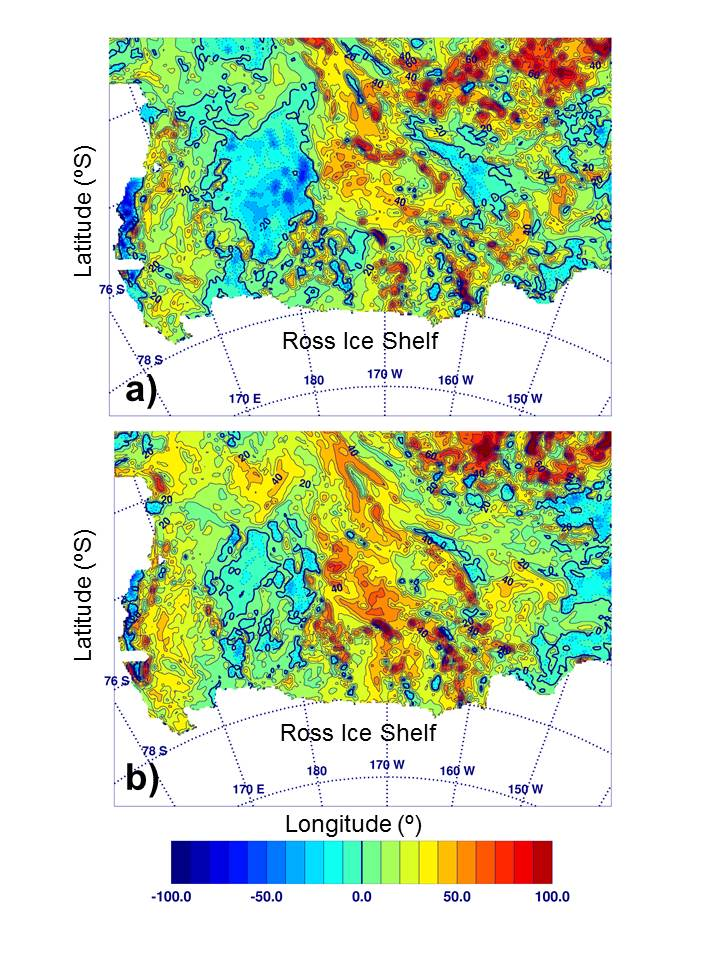 Latitude (ºS)
76 S
78 S
Ross Ice Shelf
170 E
180
170 W
160 W
150 W
a)
Latitude (ºS)
76 S
78 S
Ross Ice Shelf
170 E
180
170 W
160 W
150 W
b)
Longitude (º)
-100.0
-50.0
0.0
50.0
100.0